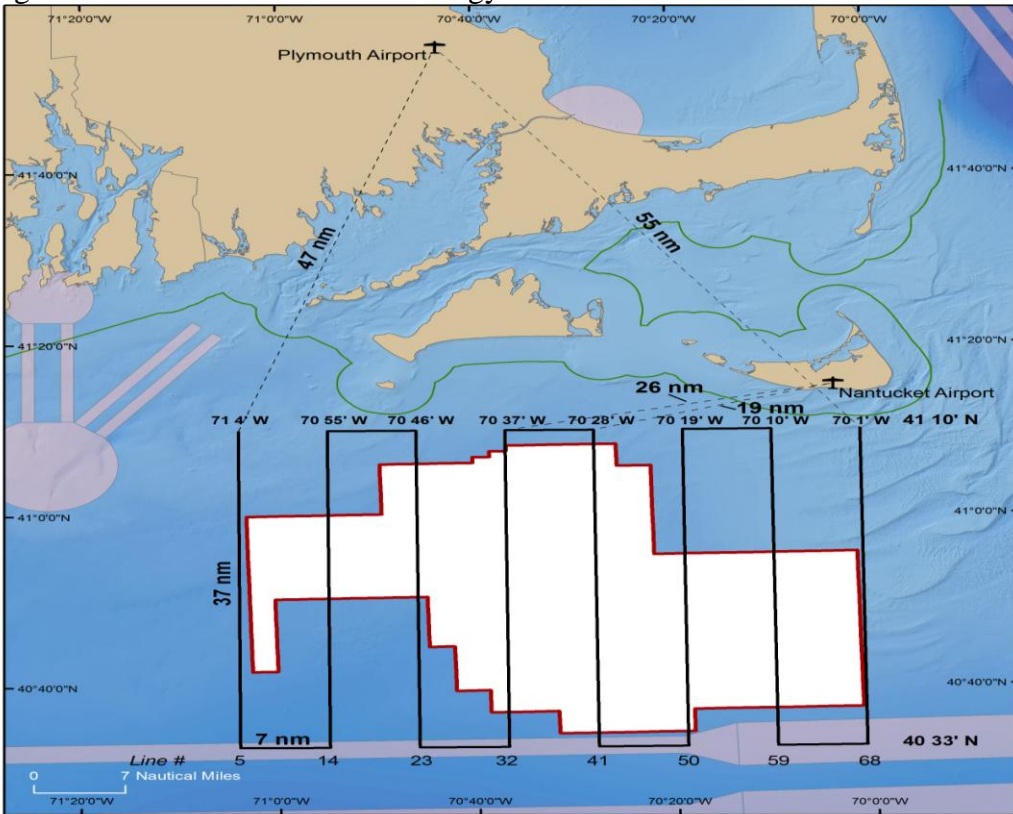 71°20'0"W 71°0'0"W 70°40'0"W 70°20'0"W 70°0'0"W
Plymouth Airport
41°40'0"N 41°40'0"N
47 nm
55 nm
41°20'0"N 41°20'0"N
26 nm
Nantucket Airport
19 nm
71 4' W 70 55' W 70 46' W 70 37' W 70 28' W 70 19' W 70 10' W 70 1' W 41 10' N
41°0'0"N 41°0'0"N
37 nm
40°40'0"N 40°40'0"N
7 nm 40 33' N
Line # 5 14 23 32 41 50 59 68
0 7 Nautical Miles
71°20'0"W 71°0'0"W 70°40'0"W 70°20'0"W 70°0'0"W